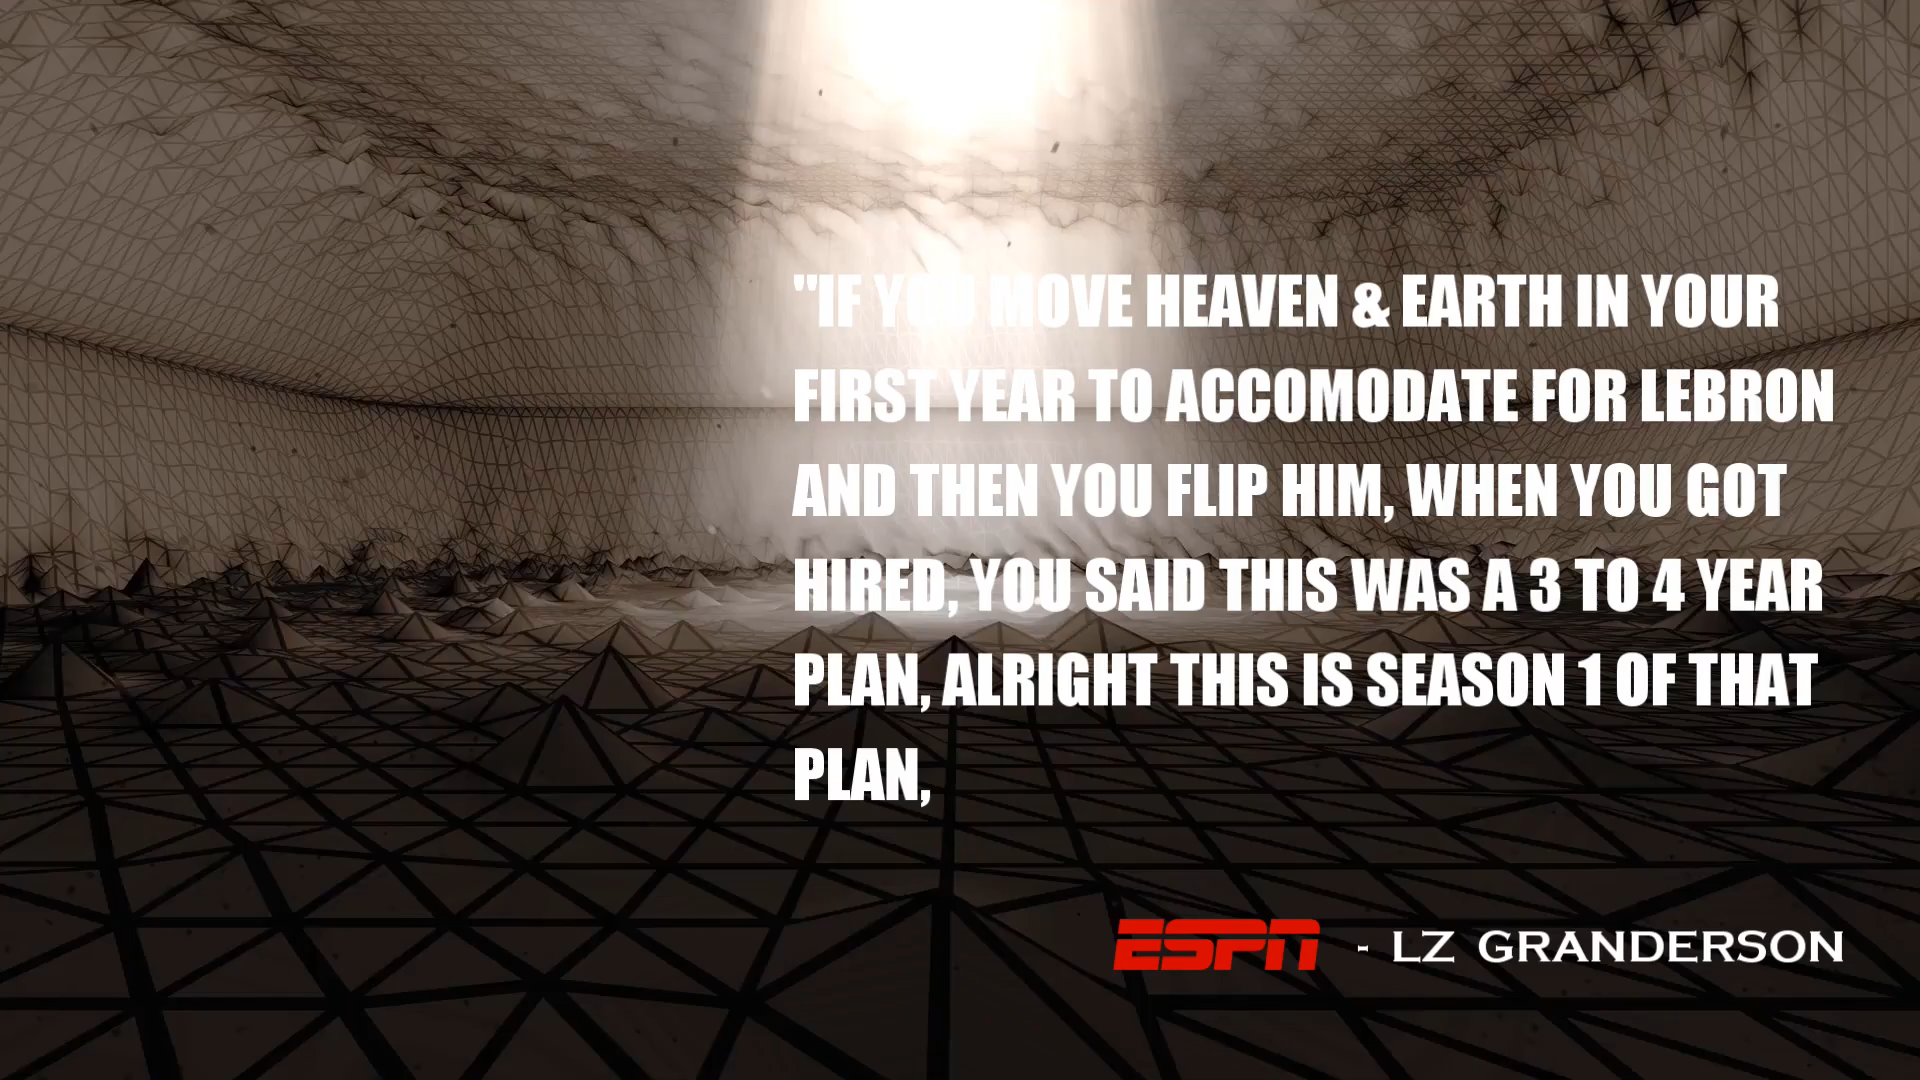 "IF YOU MOVE HEAVEN & EARTH IN YOUR
FIRST YEAR TO ACCOMODATE FOR LEBRON
AND THEN YOU FLIP HIM, WHEN YOU GOT
HIRED, YOU SAID THIS WAS A 3 TO 4 YEAR
PLAN, ALRIGHT THIS IS SEASON 1 OF THAT
PLAN,
ESPN - LZ GRANDERSON